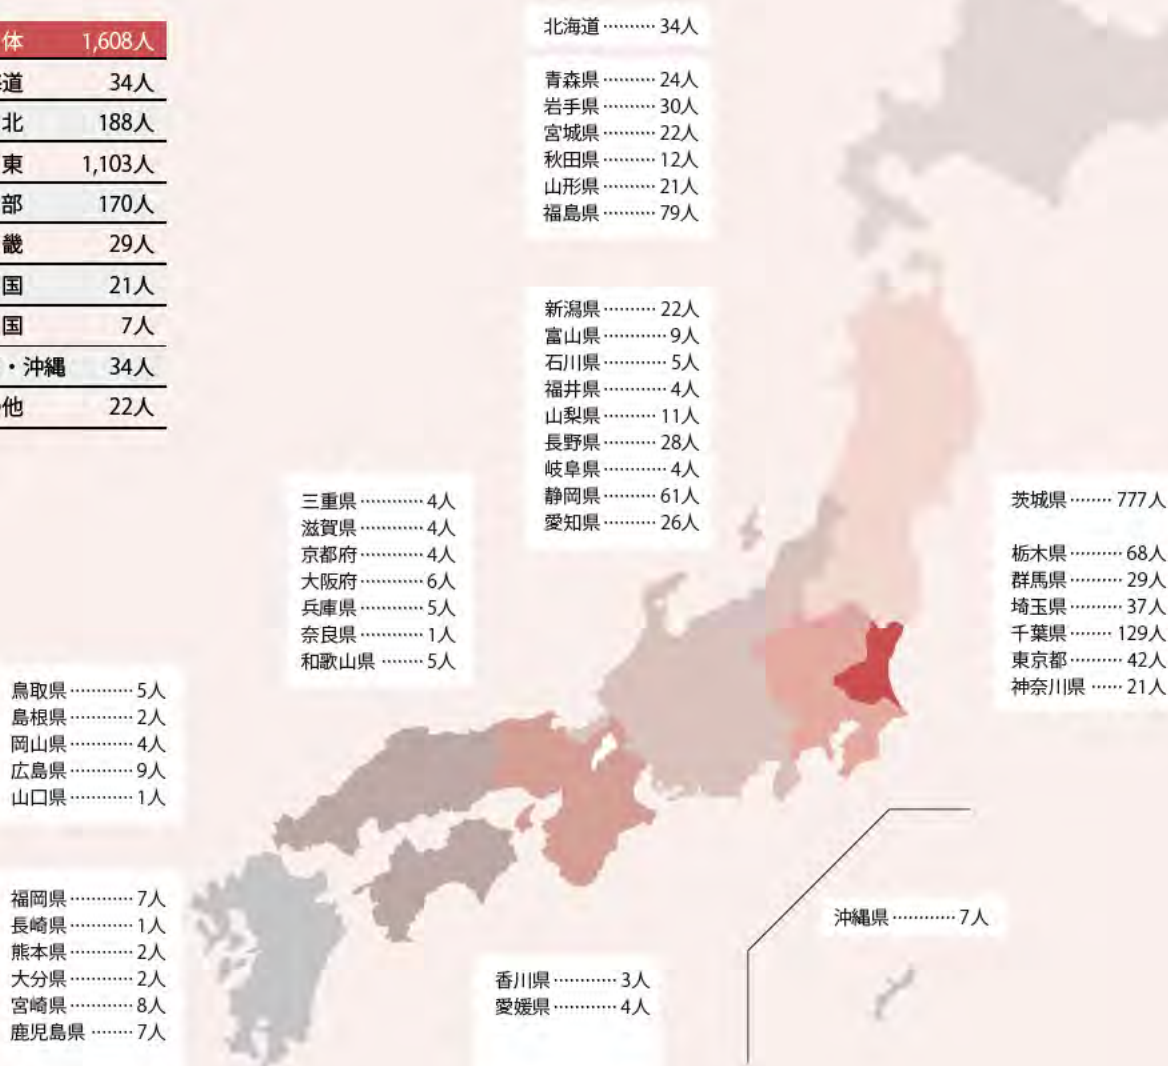 体 1,608人
道 34人
北 188人
東 1,103人
部 170人
畿 29人
国 21人
国 7人
・沖縄 34人
他 22人
北海道 ………… 34人
青森県 ………… 24人
岩手県 ………… 30人
宮城県 ………… 22人
秋田県 ………… 12人
山形県 ………… 21人
福島県 ………… 79人
新潟県 ………… 22人
富山県 ………… 9人
石川県 ………… 5人
福井県 ………… 4人
山梨県 ………… 11人
長野県 ………… 28人
岐阜県 ………… 4人
静岡県 ………… 61人
愛知県 ………… 26人
茨城県 ……… 777人
栃木県 ………… 68人
群馬県 ………… 29人
埼玉県 ………… 37人
千葉県 ……… 129人
東京都 ………… 42人
神奈川県 …… 21人
三重県 ………… 4人
滋賀県 ………… 4人
京都府 ………… 4人
大阪府 ………… 6人
兵庫県 ………… 5人
奈良県 ………… 1人
和歌山県 ……… 5人
鳥取県 ………… 5人
島根県 ………… 2人
岡山県 ………… 4人
広島県 ………… 9人
山口県 ………… 1人
福岡県 ………… 7人
長崎県 ………… 1人
熊本県 ………… 2人
大分県 ………… 2人
宮崎県 ………… 8人
鹿児島県 ……… 7人
香川県 ………… 3人
愛媛県 ………… 4人
沖縄県 ………… 7人